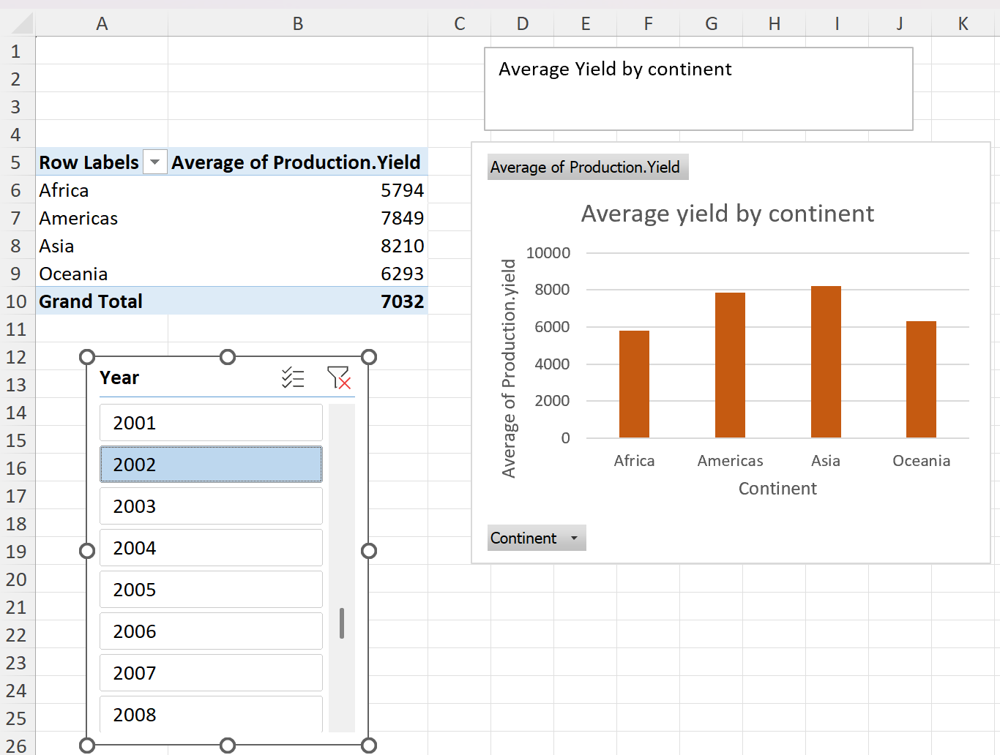 A B C D E F G H I J K
1
2
3
4
5
6
7
8
9
10
11
12
13
14
15
16
17
18
19
20
21
22
23
24
25
26
Row Labels Average of Production.Yield
Africa 5794
Americas 7849
Asia 8210
Oceania 6293
Grand Total 7032
Year
2001
2002
2003
2004
2005
2006
2007
2008
Average Yield by continent
Average of Production.Yield
Average yield by continent
Average of Production.yield
10000
8000
6000
4000
2000
0
Africa Americas Asia Oceania
Continent
Continent